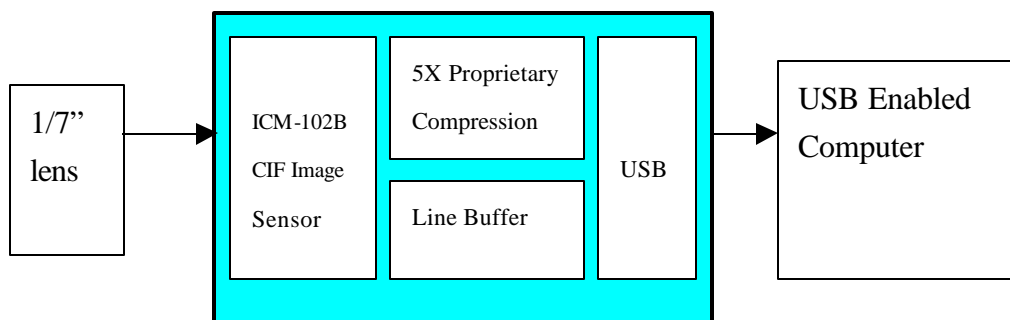 1/7”
lens
ICM-102B
CIF Image
Sensor
5X Proprietary
Compression
Line Buffer
USB
USB Enabled
Computer